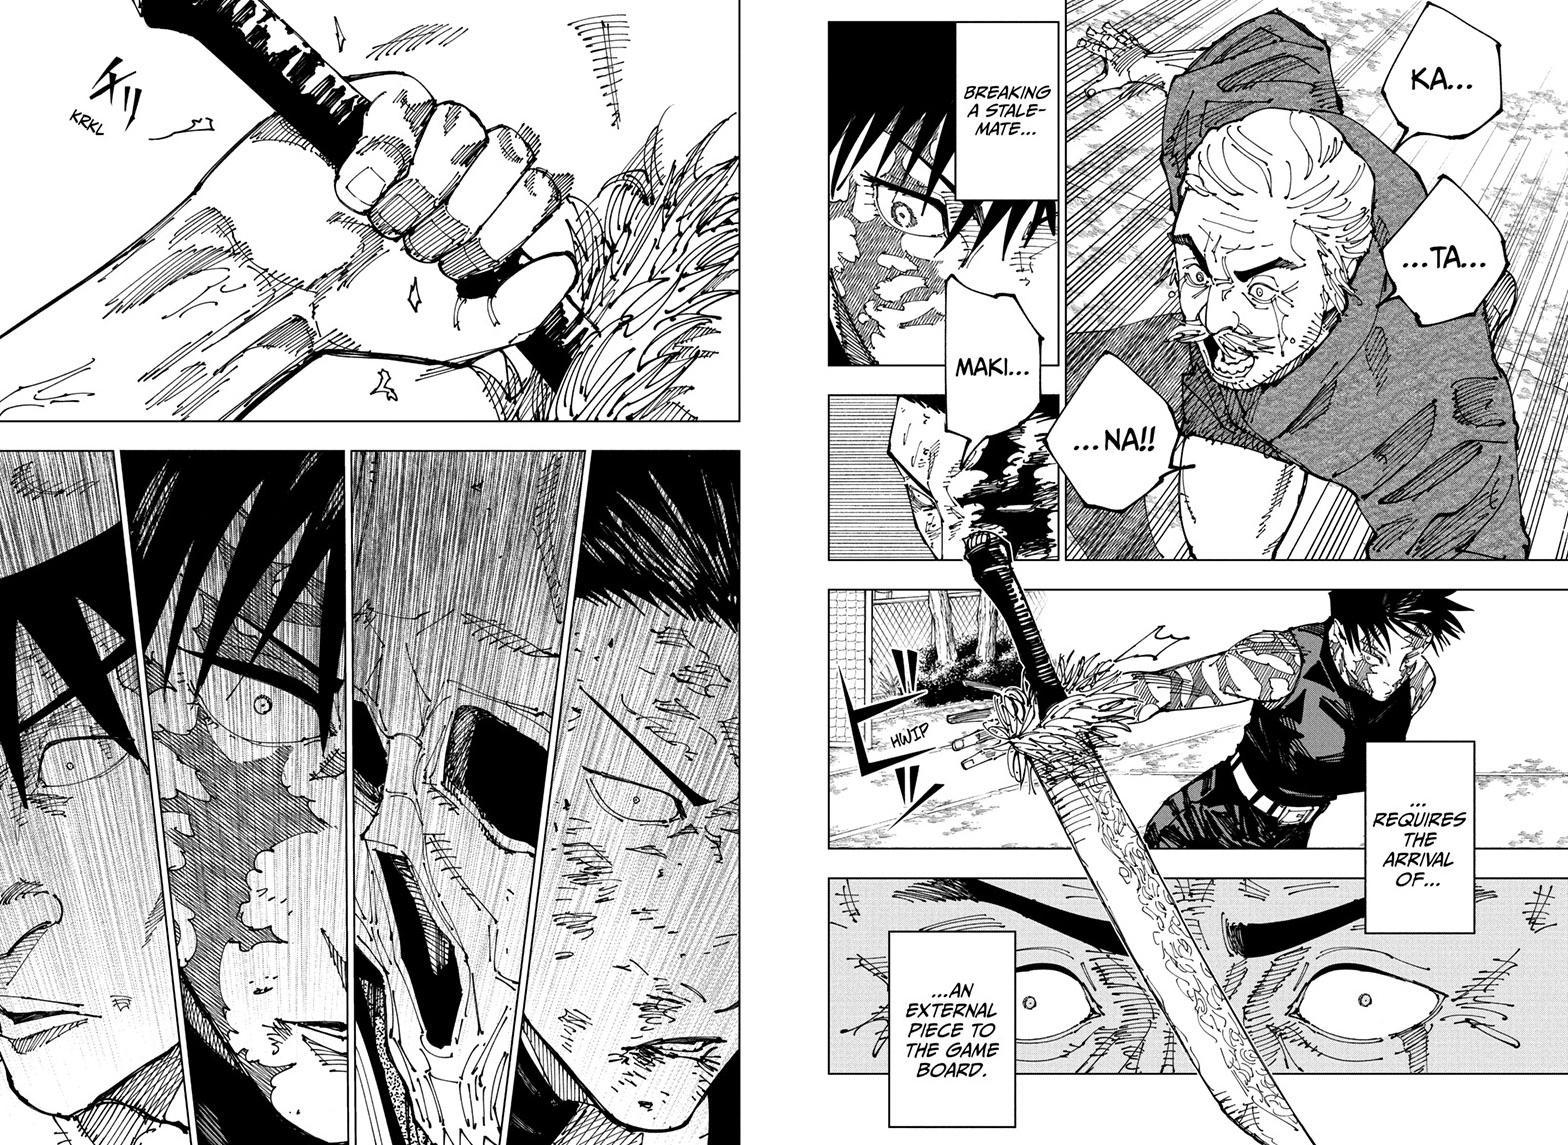 KA...
...TA...
...NA!!
BREAKING
A STALE-
MATE...
MAKI...
HWIP
...
REQUIRES
THE
ARRIVAL
OF...
...AN
EXTERNAL
PIECE TO
THE GAME
BOARD.
チリ
KRKL